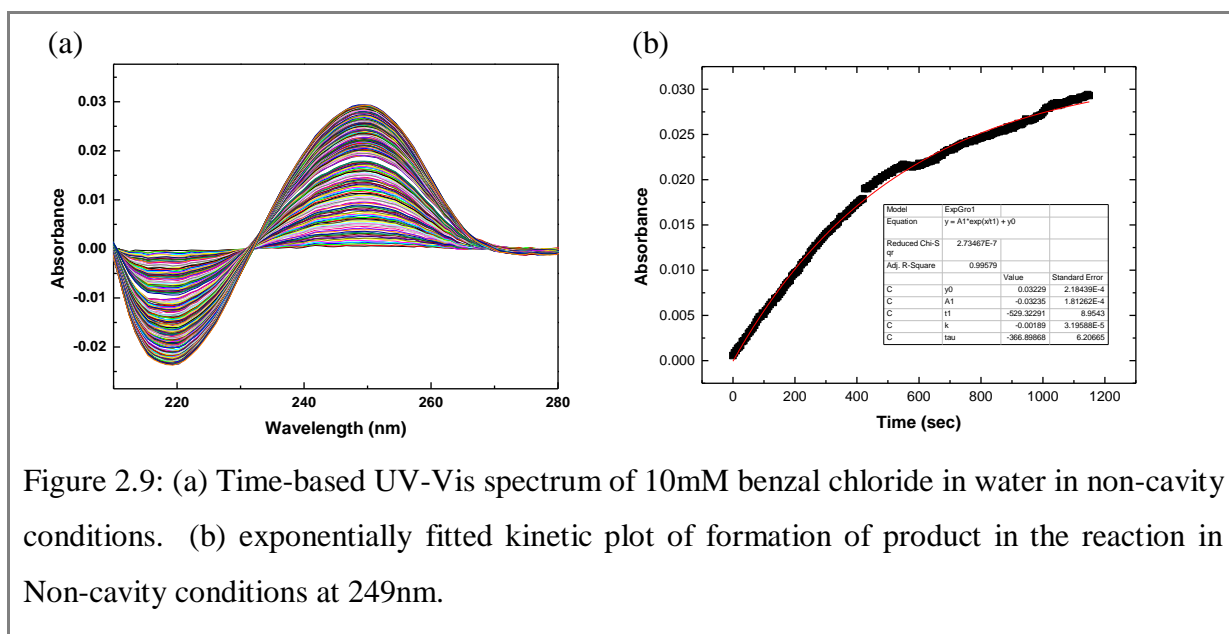 (a)
(b)
0.03
0.02
0.01
0.00
-0.01
-0.02
Absorbance
220
240
260
280
Wavelength (nm)
0.030
0.025
0.020
0.015
0.010
0.005
0.000
Absorbance
0
200
400
600
800
1000
1200
Time (sec)
Model ExpGro1
Equation y = A1*exp(x/t1) + y0
Reduced Chi-S
qr 2.73467E-7
Adj. R-Square 0.99579
Value Standard Error
C y0 0.03229 2.18439E-4
C A1 -0.03235 1.81262E-4
C t1 -529.32291 8.9543
C k -0.00189 3.19588E-5
C tau -366.89868 6.20665
Figure 2.9: (a) Time-based UV-Vis spectrum of 10mM benzal chloride in water in non-cavity
conditions. (b) exponentially fitted kinetic plot of formation of product in the reaction in
Non-cavity conditions at 249nm.